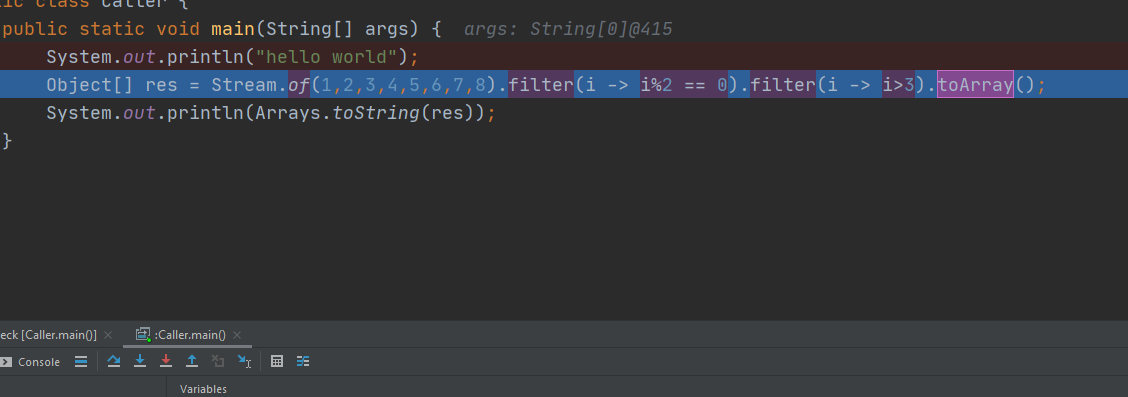 ic class Caller {
public static void main(String[] args) {   args: String[0]@415
System.out.println("hello world");
Object[] res = Stream.of(1,2,3,4,5,6,7,8).filter(i -> i%2 == 0).filter(i -> i>3).toArray();
System.out.println(Arrays.toString(res));
}
eck [Caller.main()] × :Caller.main() ×
Console
Variables